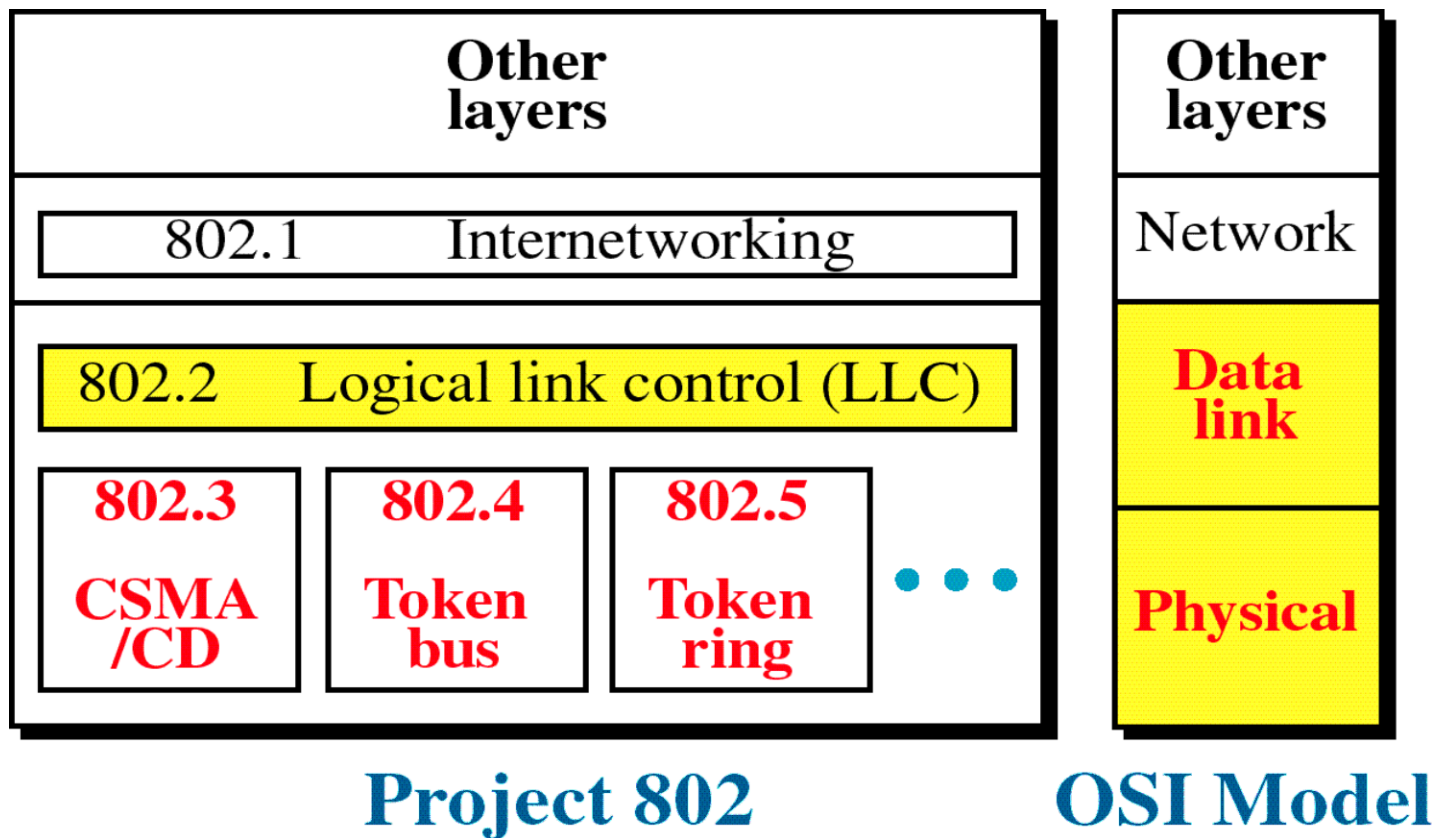 Other
layers
802.1 Internetworking
802.2 Logical link control (LLC)
802.3
CSMA
/CD
802.4
Token
bus
802.5
Token
ring
Project 802
Other
layers
Network
Data
link
Physical
OSI Model